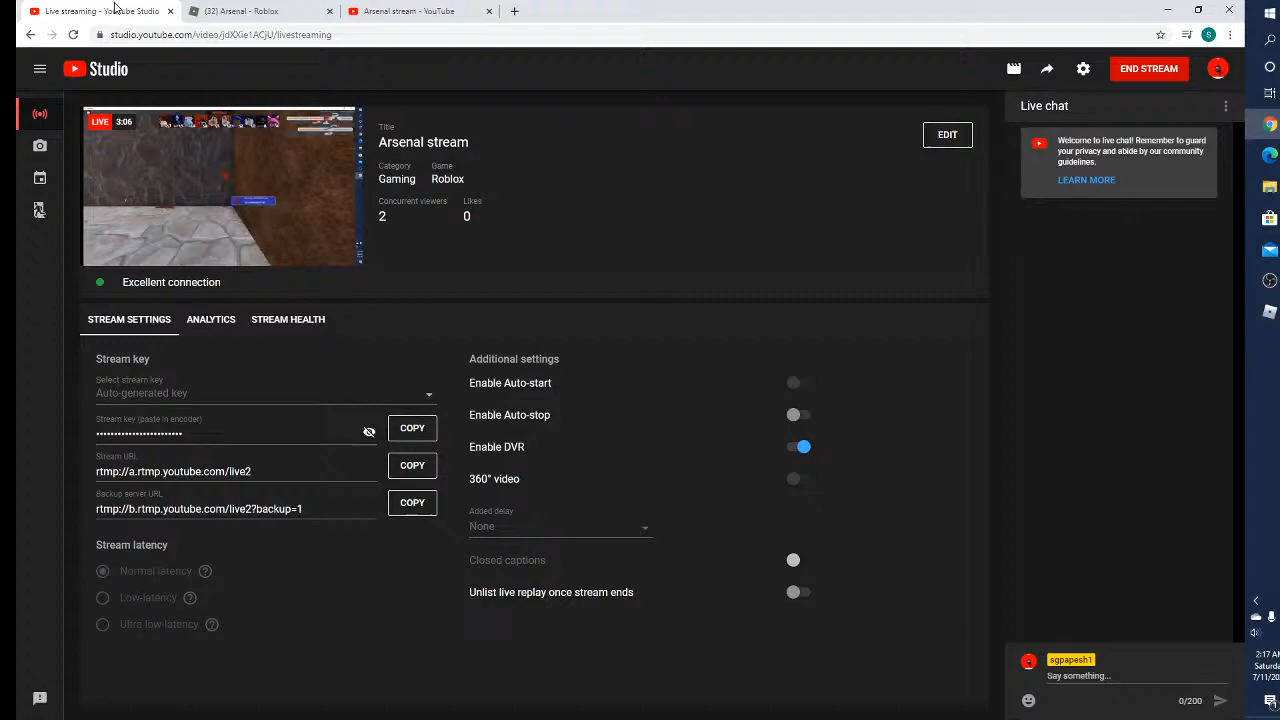 Live streaming - YouTube Studio
(32) Arsenal - Roblox
Arsenal stream - YouTube
studio.youtube.com/video/jdXXie1ACjU/livestreaming
S
Studio
END STREAM
LIVE 3:06
Title
Arsenal stream
EDIT
Category
Game
Gaming
Roblox
Concurrent viewers
Likes
2
0
Excellent connection
Live chat
Welcome to live chat! Remember to guard
your privacy and abide by our community
guidelines.
LEARN MORE
STREAM SETTINGS
ANALYTICS
STREAM HEALTH
Stream key
Select stream key
Auto-generated key
Stream key (paste in encoder)
••••••••••••••••••••••••
COPY
Stream URL
rtmp://a.rtmp.youtube.com/live2
COPY
Backup server URL
rtmp://b.rtmp.youtube.com/live2?backup=1
COPY
Stream latency
Normal latency
Low-latency
Ultra low-latency
Additional settings
Enable Auto-start
Enable Auto-stop
Enable DVR
360° video
Added delay
None
Closed captions
Unlist live replay once stream ends
sgpapesh1
Say something...
0/200
2:17 A
Saturda
7/11/20